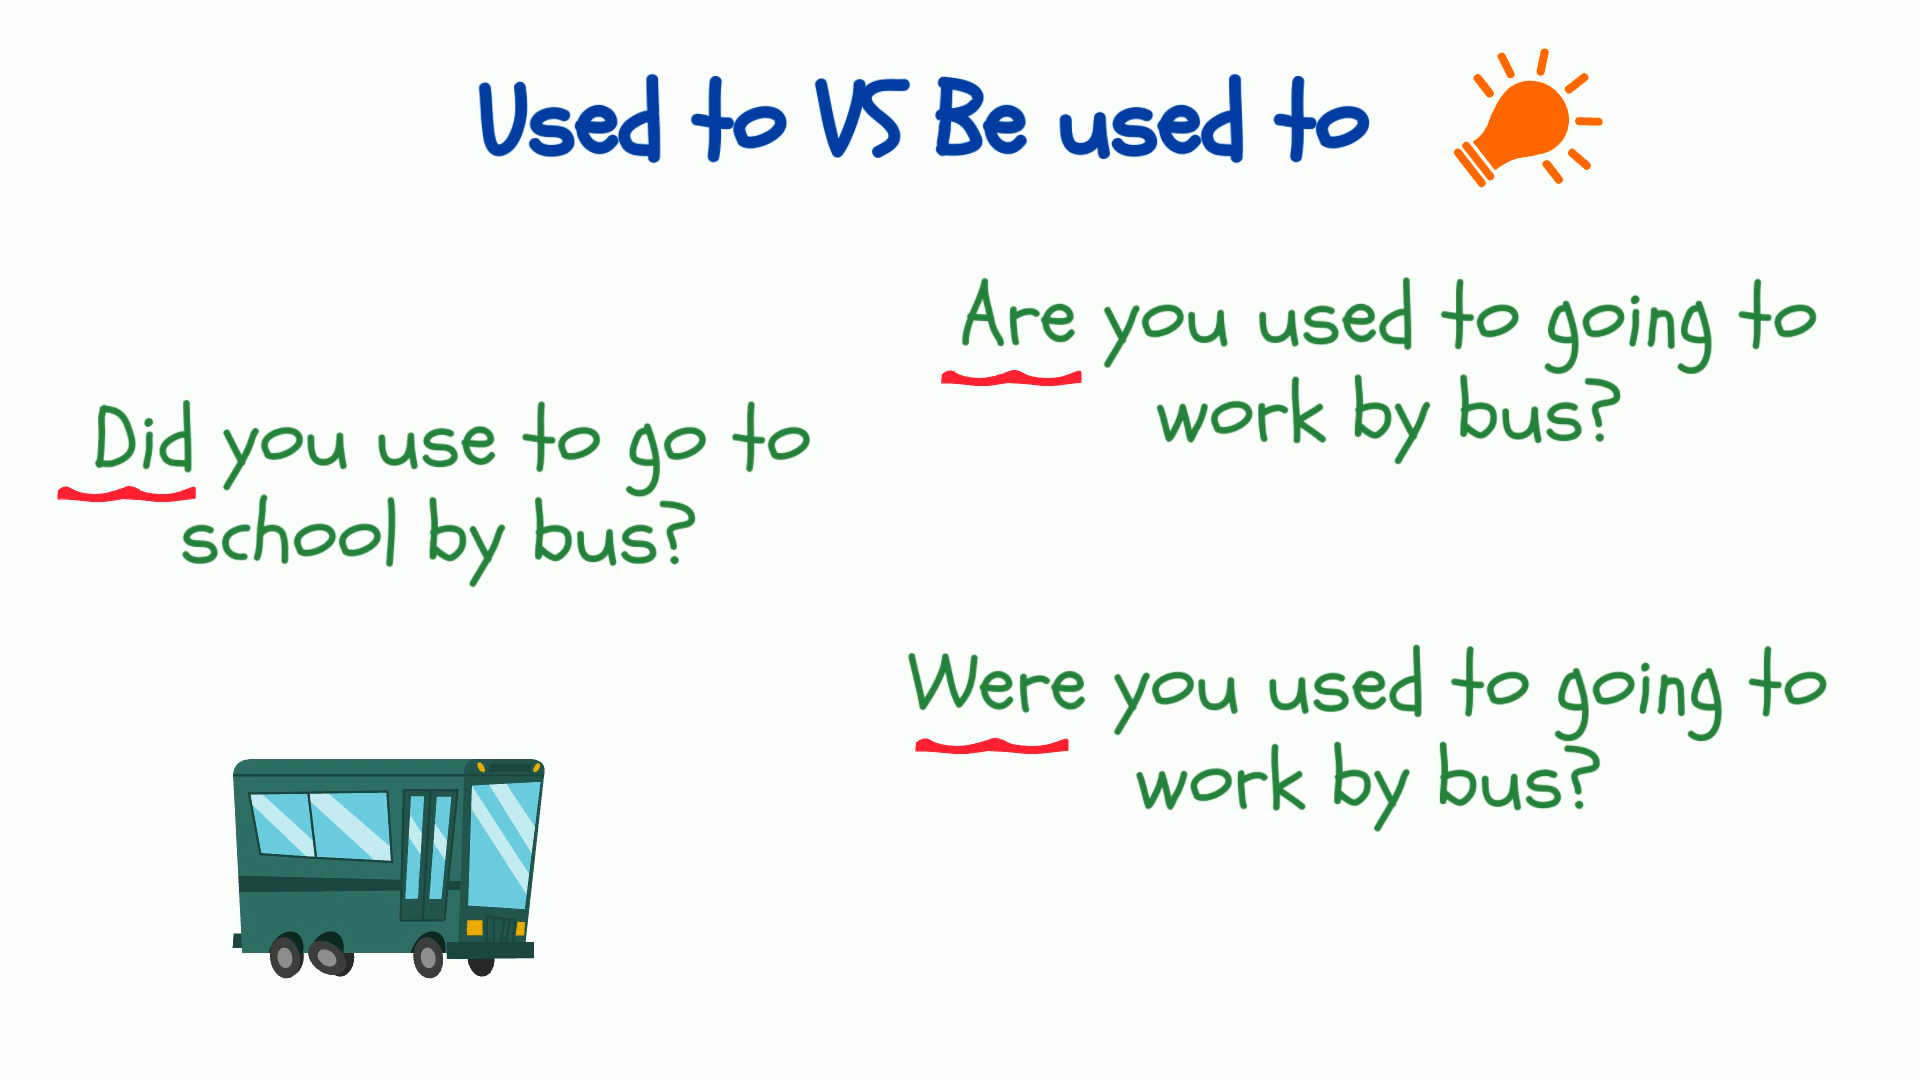 Used to VS Be used to
Did you use to go to
school by bus?
Are you used to going to
work by bus?
Were you used to going to
work by bus?